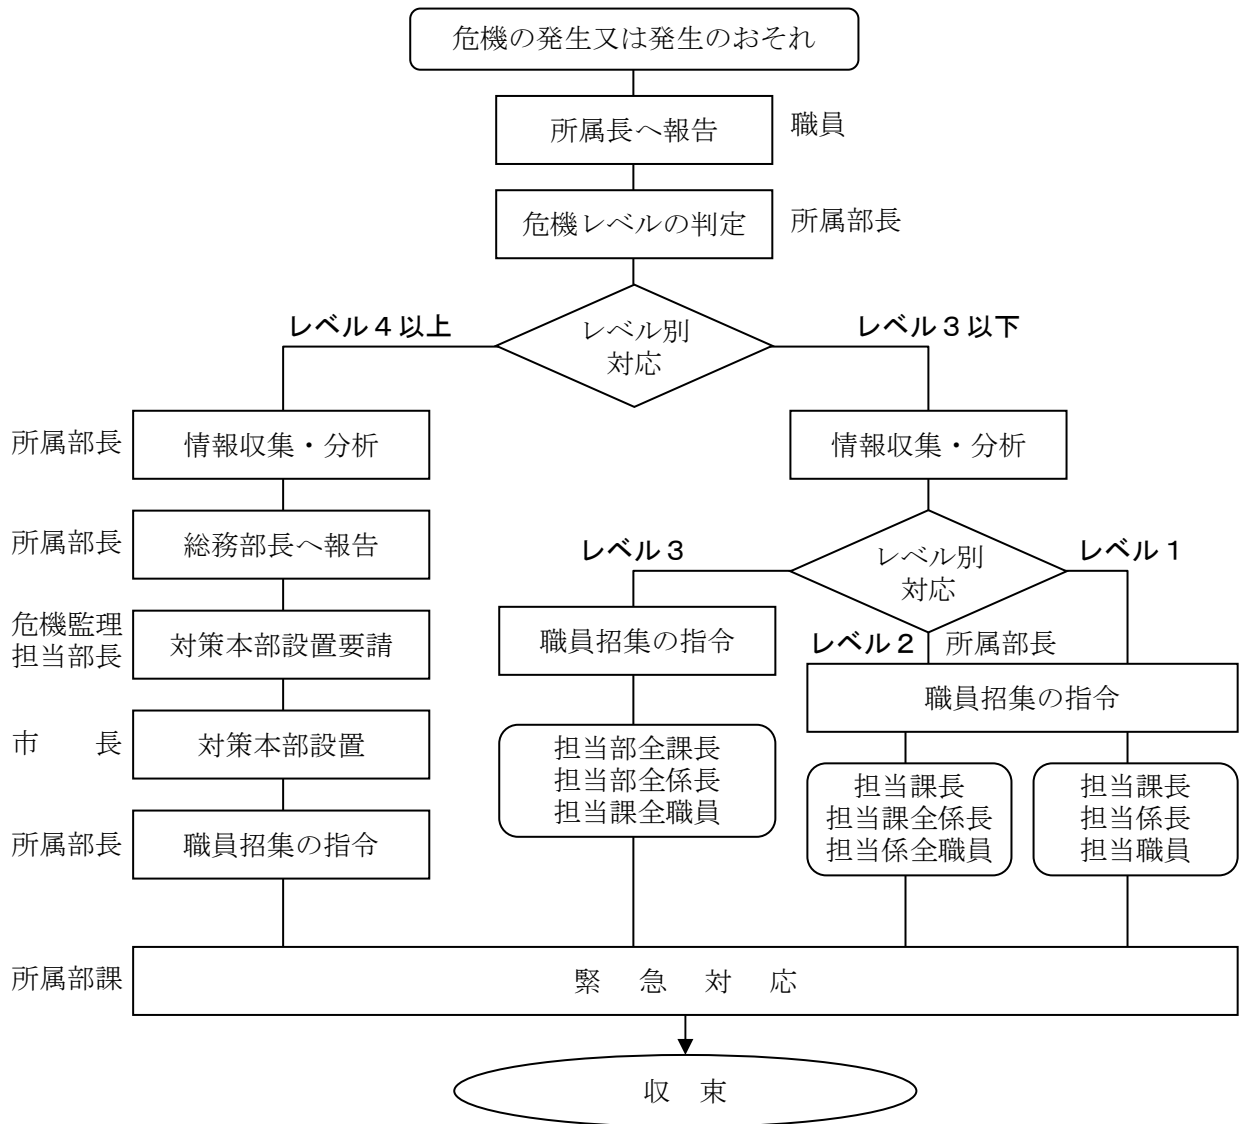 危機の発生又は発生のおそれ
所属長へ報告
職員
危機レベルの判定
所属部長
レベル別
対応
レベル４以上
レベル３以下
所属部長
情報収集・分析
情報収集・分析
所属部長
総務部長へ報告
レベル３
レベル別
対応
レベル１
危機監理
担当部長
対策本部設置要請
職員招集の指令
レベル２
所属部長
職員招集の指令
市　　長
対策本部設置
担当部全課長
担当部全係長
担当課全職員
担当課長
担当課全係長
担当係全職員
担当課長
担当係長
担当職員
所属部長
職員招集の指令
所属部課
緊　急　対　応
収　束